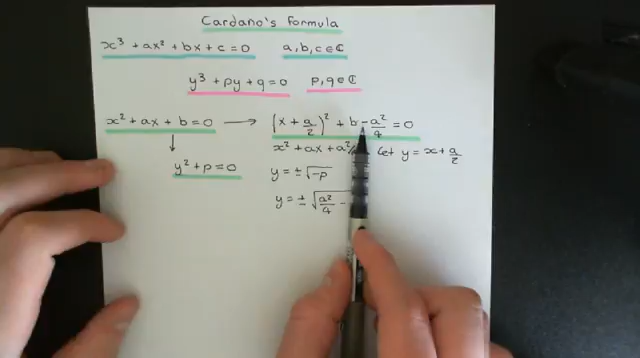 Cardano's Formula
x³ + ax² + bx + c = 0 a, b, c ∈ ℂ
y³ + py + q = 0 p, q ∈ ℂ
x² + ax + b = 0 → (x + a/2)² + b - a²/4 = 0
x² + ax + a²/ Let y = x + a/2
y² + p = 0
y = ± √-p
y = ± √a²/4 -